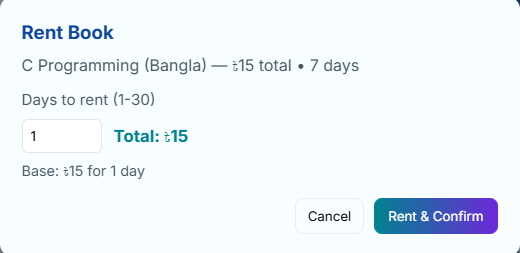 Rent Book
C Programming (Bangla) — ৳15 total • 7 days
Days to rent (1-30)
1 Total: ৳15
Base: ৳15 for 1 day
Cancel Rent & Confirm